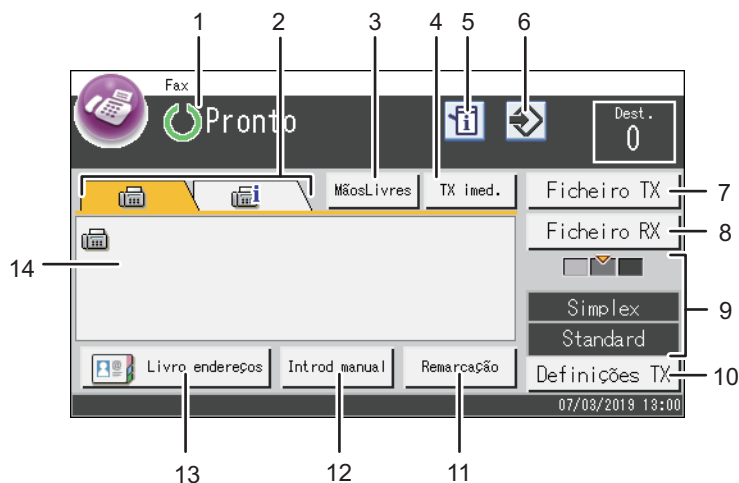 1 2 3 4 5 6
Fax
Pronto
Dest.
0
MãosLivres TX imed. Ficheiro TX 7
Ficheiro RX 8
14
Simplex 9
Standard
Livro endereços Introd manual Remarcação Definições TX 10
07/03/2019 13:00
13 12 11